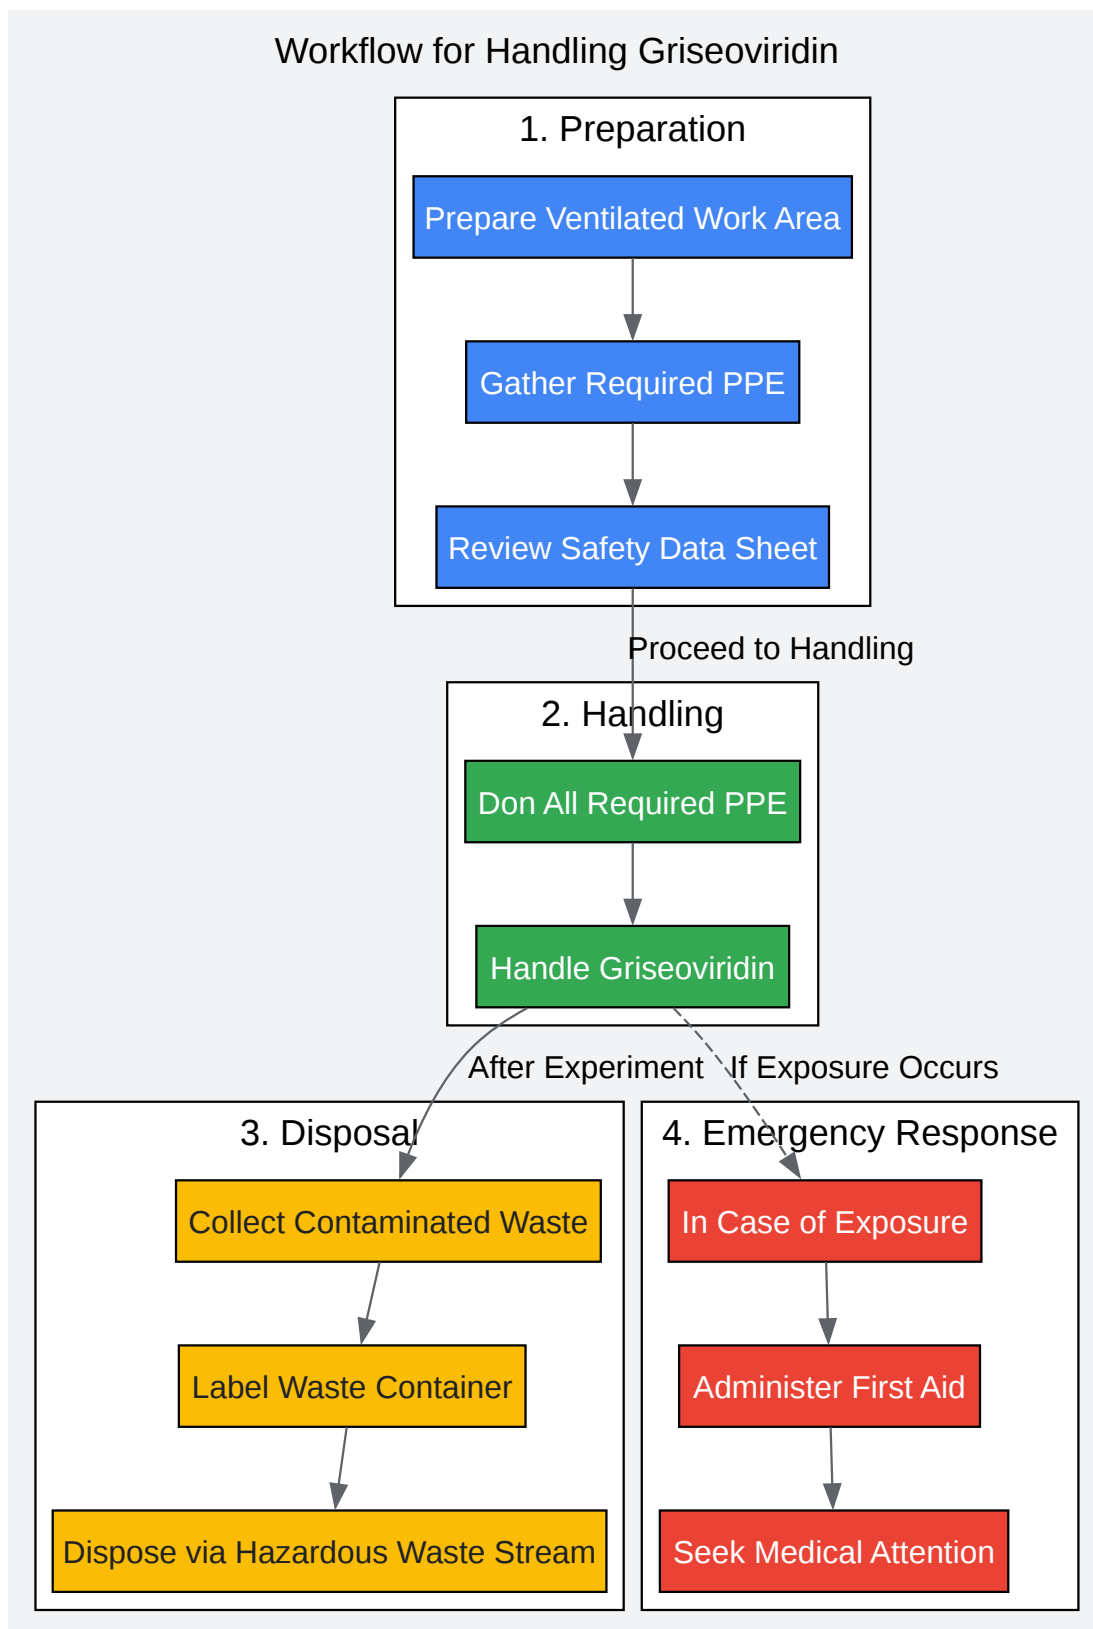 Workflow for Handling Griseoviridin
1. Preparation
Prepare Ventilated Work Area
Gather Required PPE
Review Safety Data Sheet
Proceed to Handling
2. Handling
Don All Required PPE
Handle Griseoviridin
After Experiment
If Exposure Occurs
3. Disposal
Collect Contaminated Waste
Label Waste Container
Dispose via Hazardous Waste Stream
4. Emergency Response
In Case of Exposure
Administer First Aid
Seek Medical Attention